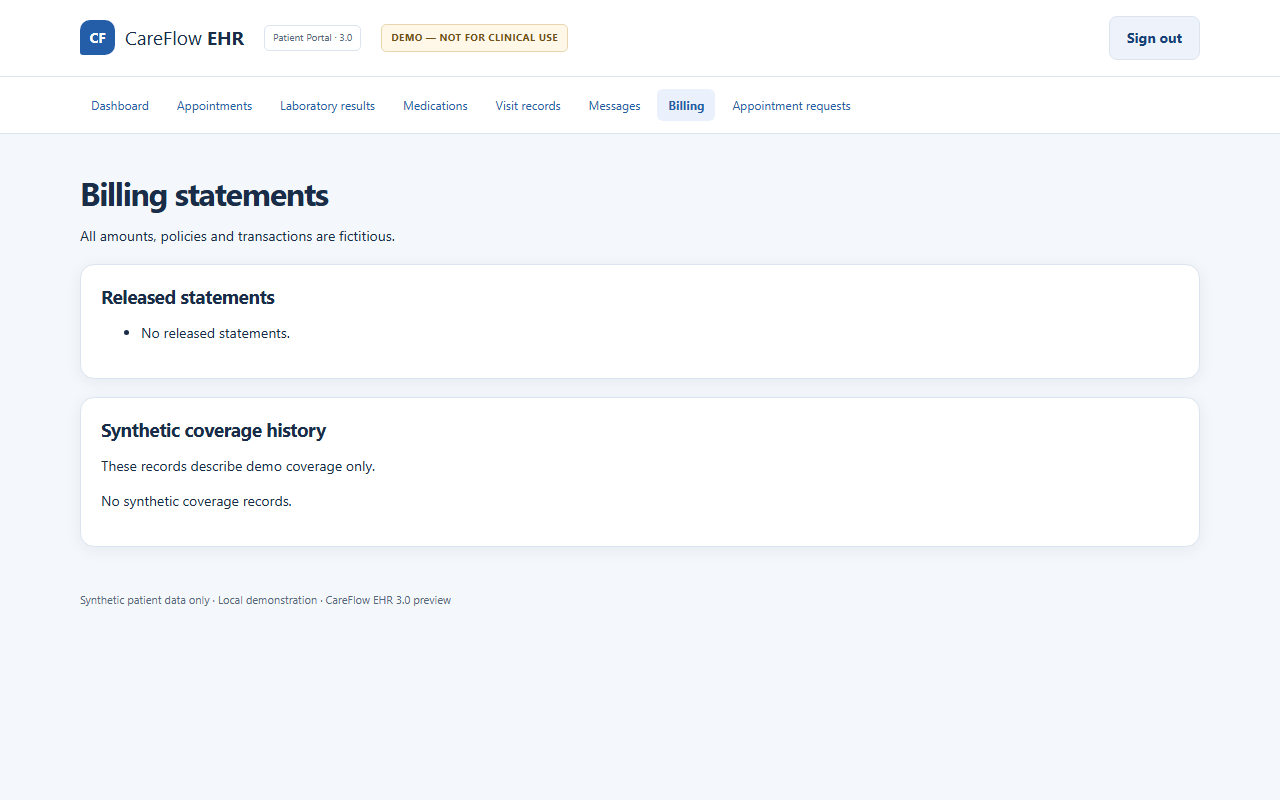 CF CareFlow EHR Patient Portal · 3.0 DEMO — NOT FOR CLINICAL USE Sign out
Dashboard Appointments Laboratory results Medications Visit records Messages Billing Appointment requests
Billing statements
All amounts, policies and transactions are fictitious.
Released statements
• No released statements.
Synthetic coverage history
These records describe demo coverage only.
No synthetic coverage records.
Synthetic patient data only · Local demonstration · CareFlow EHR 3.0 preview